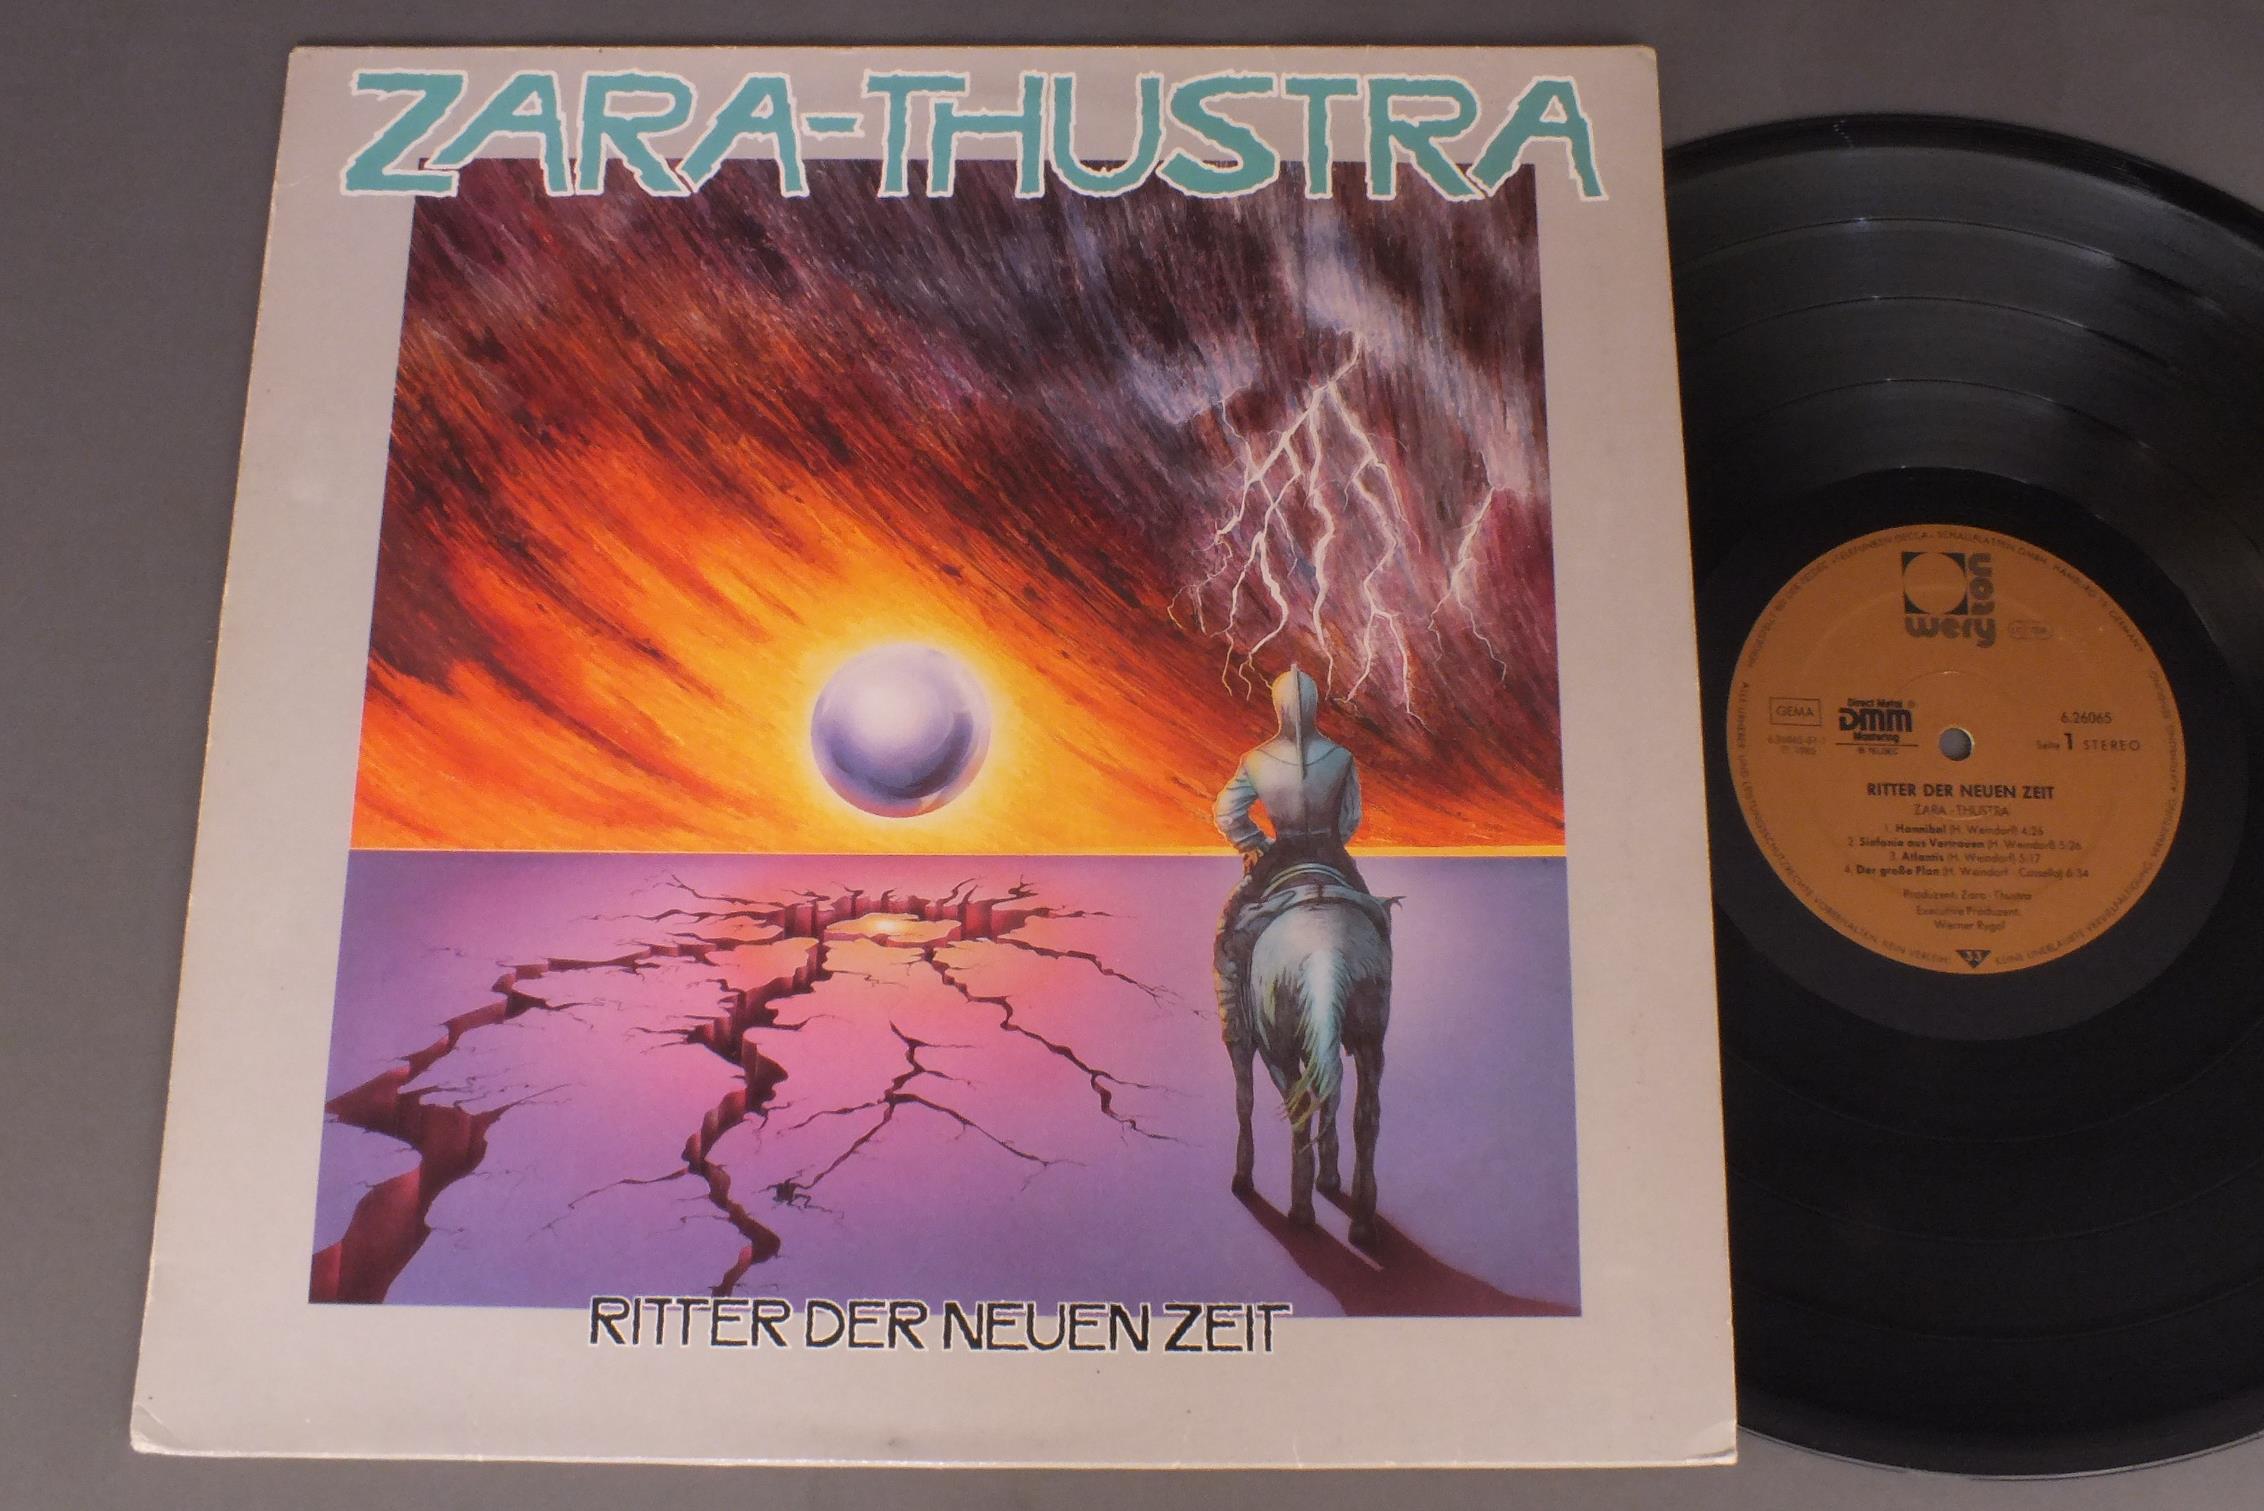 ZARA-THUSTRA
RITTER DER NEUEN ZEIT
nova
wery
GEMA
Direct Metal
DMM
Mastering
6.26065
Seite 1 STEREO
RITTER DER NEUEN ZEIT
ZARA-THUSTRA
1. Hannibal (H. Weindorf) 4:26
2. Sinfonie aus Vertrauen (H. Weindorf) 5:26
3. Atlantis (H. Weindorf) 5:17
4. Der große Plan (H. Weindorf - Cassella) 6:34
Produzent: Zara-Thustra
Executive Produzent:
Werner Rygol
33